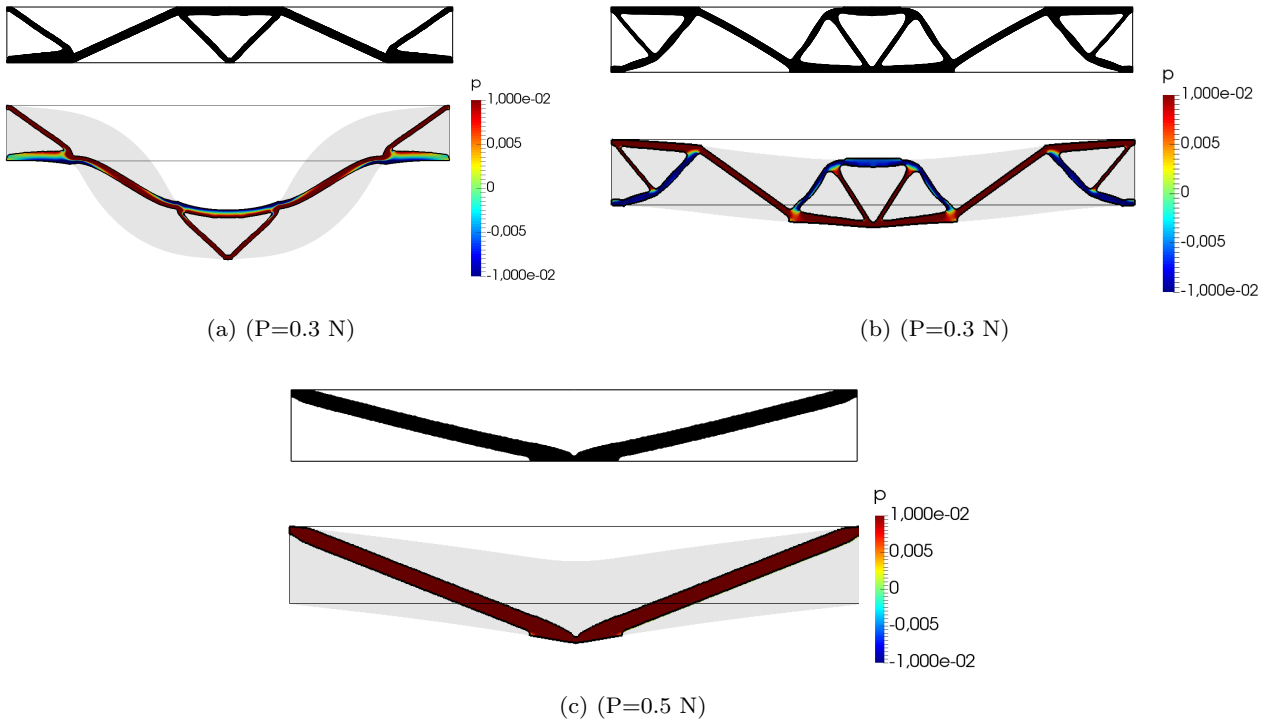 p
1,000e-02
0,005
0
-0,005
-1,000e-02
(a) (P=0.3 N)
p
1,000e-02
0,005
0
-0,005
-1,000e-02
(b) (P=0.3 N)
p
1,000e-02
0,005
0
-0,005
-1,000e-02
(c) (P=0.5 N)